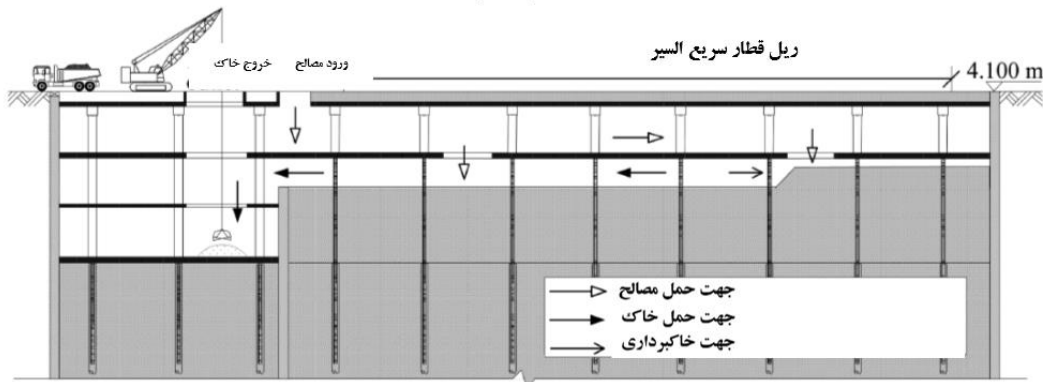 ریل قطار سریع السیر
ورود مصالح
خروج خاک
4.100 m
جهت حمل مصالح
جهت حمل خاک
جهت خاکبرداری